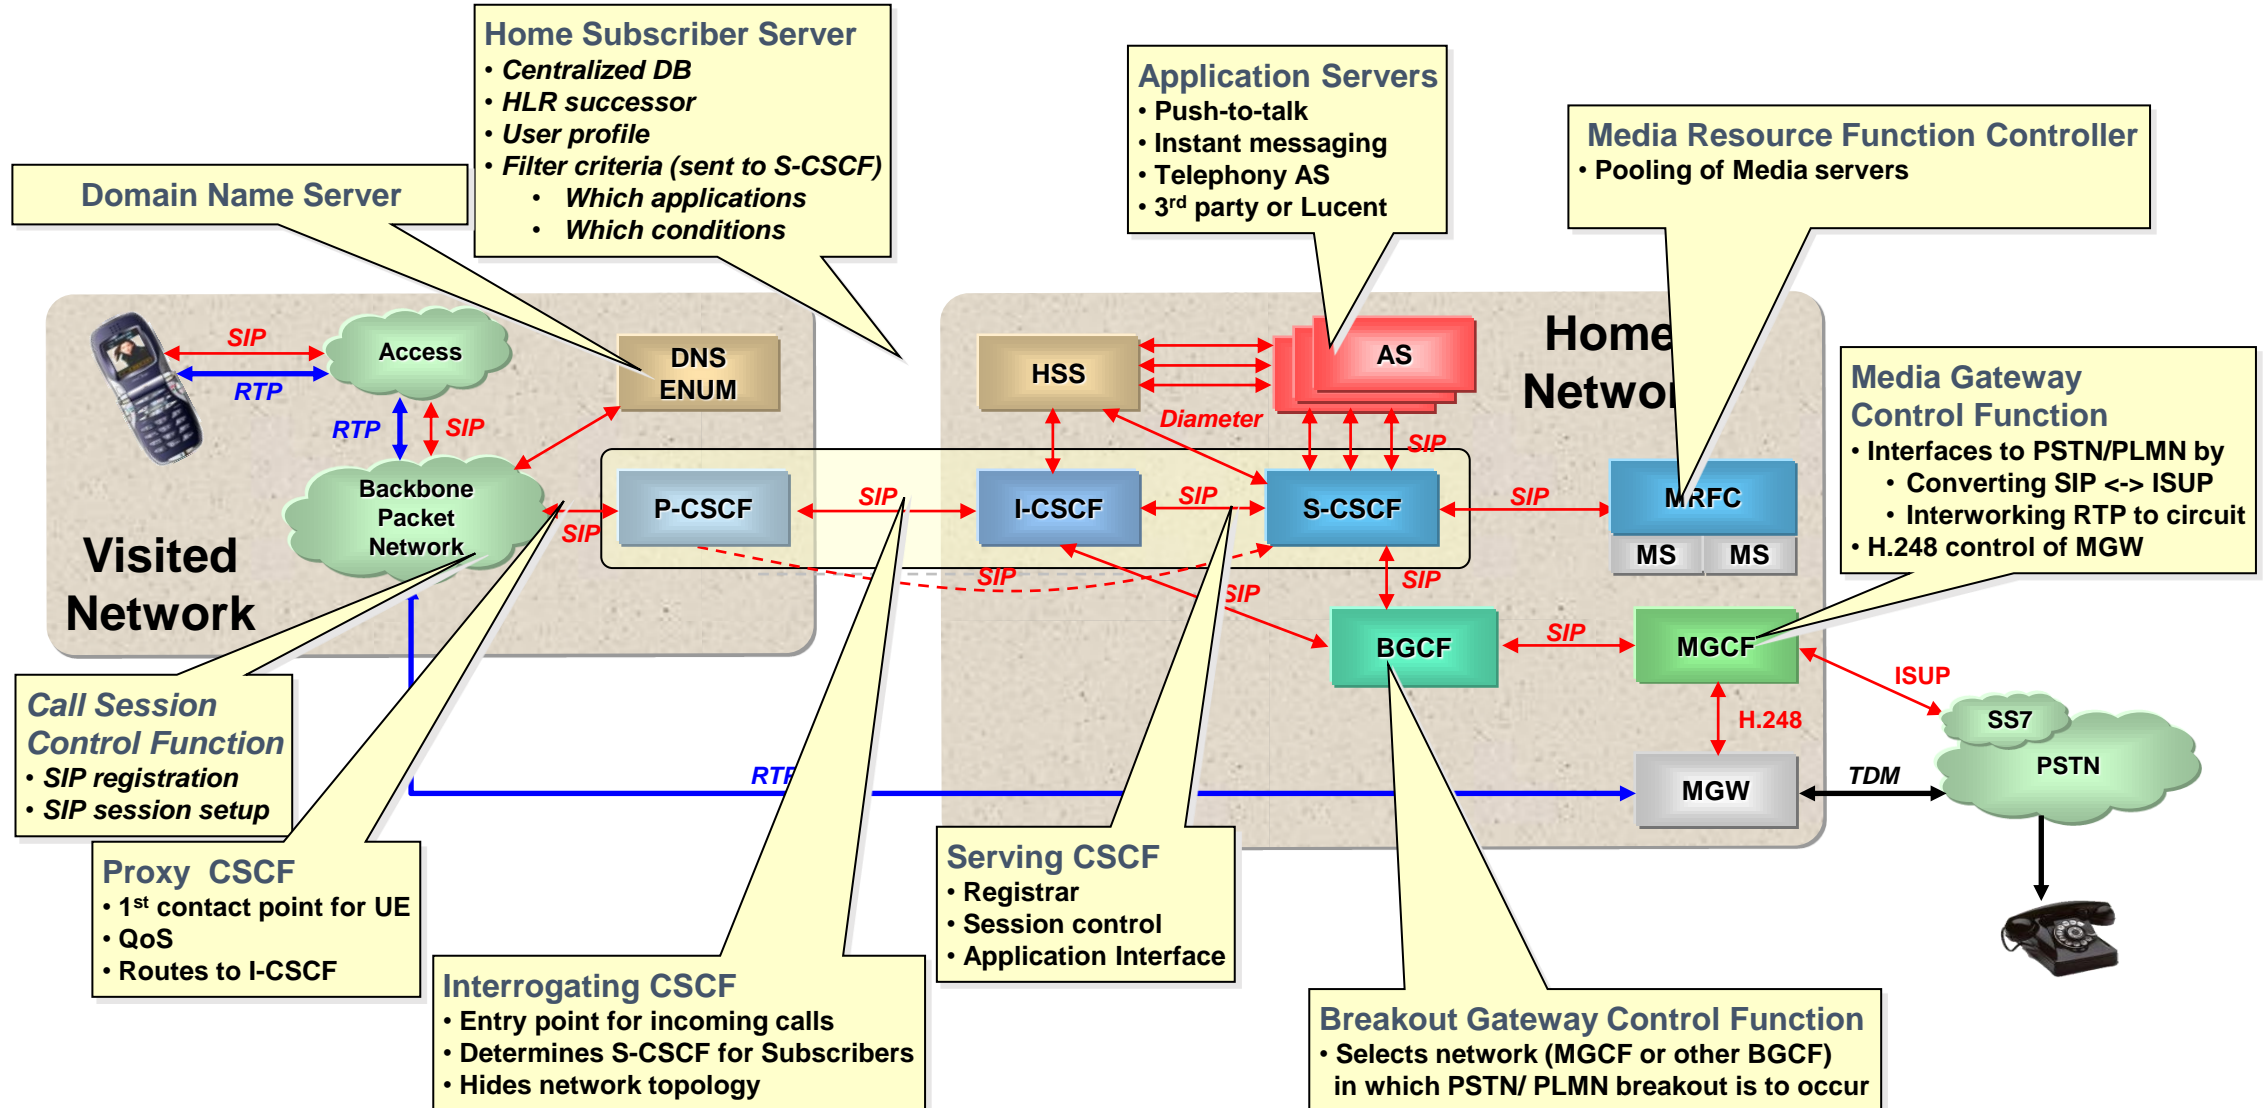 Home Subscriber Server
• Centralized DB
• HLR successor
• User profile
• Filter criteria (sent to S-CSCF)
• Which applications
• Which conditions
Application Servers
• Push-to-talk
• Instant messaging
• Telephony AS
• 3rd party or Lucent
Media Resource Function Controller
• Pooling of Media servers
Domain Name Server
SIP
RTP
Access
RTP
SIP
DNS
ENUM
HSS
AS
Home
Diameter
SIP
Media Gateway
Control Function
• Interfaces to PSTN/PLMN by
• Converting SIP <-> ISUP
• Interworking RTP to circuit
• H.248 control of MGW
Backbone
Packet
Network
SIP
P-CSCF
SIP
I-CSCF
SIP
S-CSCF
SIP
MRFC
MS
MS
Visited
Network
SIP
SIP
SIP
BGCF
SIP
MGCF
ISUP
H.248
SS7
PSTN
RTP
MGW
TDM
Call Session
Control Function
• SIP registration
• SIP session setup
Proxy CSCF
• 1st contact point for UE
• QoS
• Routes to I-CSCF
Interrogating CSCF
• Entry point for incoming calls
• Determines S-CSCF for Subscribers
• Hides network topology
Serving CSCF
• Registrar
• Session control
• Application Interface
Breakout Gateway Control Function
• Selects network (MGCF or other BGCF)
in which PSTN/ PLMN breakout is to occur